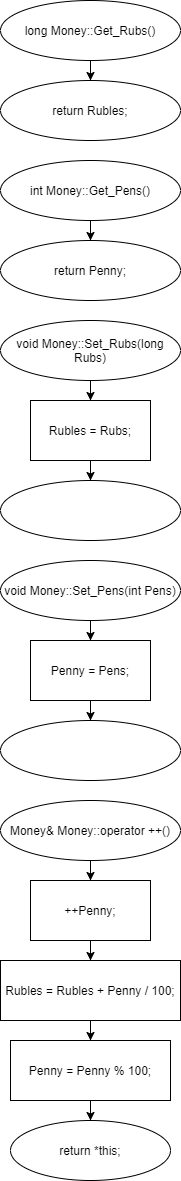 long Money::Get_Rubs()
return Rubles;
int Money::Get_Pens()
return Penny;
void Money::Set_Rubs(long
Rubs)
Rubles = Rubs;
void Money::Set_Pens(int Pens)
Penny = Pens;
Money& Money::operator ++()
++Penny;
Rubles = Rubles + Penny / 100;
Penny = Penny % 100;
return *this;